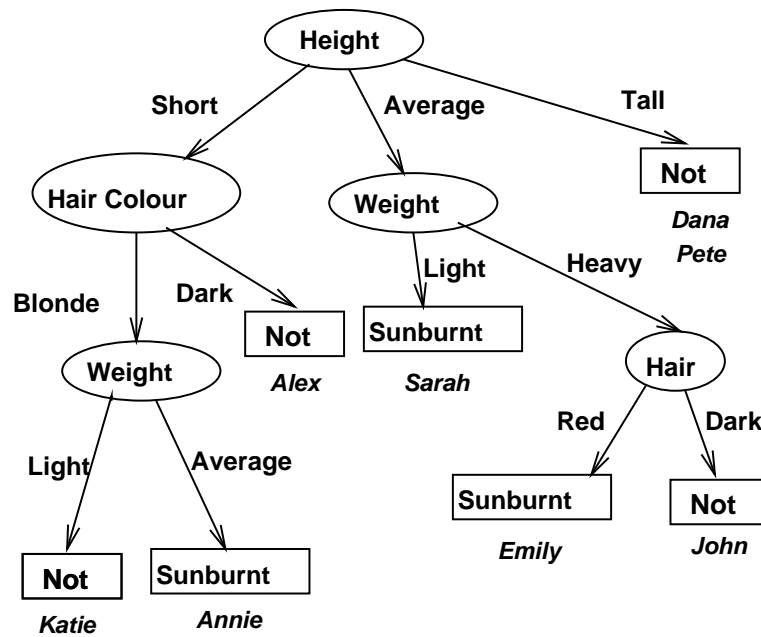 Height
Short
Average
Tall
Not
Dana
Pete
Hair Colour
Weight
Blonde
Dark
Light
Heavy
Not
Alex
Sunburnt
Sarah
Weight
Hair
Light
Average
Red
Dark
Sunburnt
Emily
Not
John
Not
Katie
Sunburnt
Annie